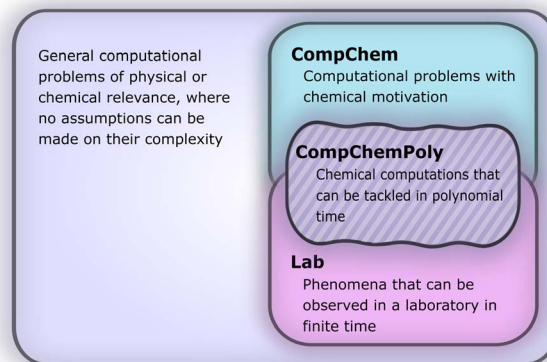 General computational
problems of physical or
chemical relevance, where
no assumptions can be
made on their complexity
CompChem
Computational problems with
chemical motivation
CompChemPoly
Chemical computations that
can be tackled in polynomial
time
Lab
Phenomena that can be
observed in a laboratory in
finite time